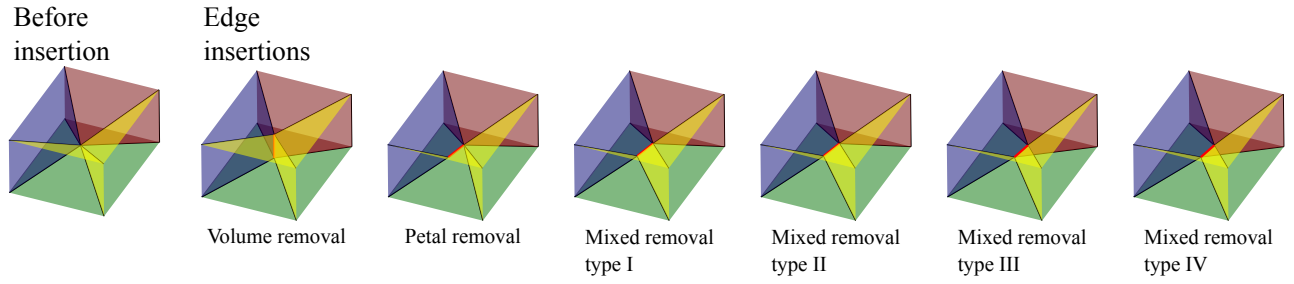 Before
insertion
Edge
insertions
Volume removal
Petal removal
Mixed removal
type I
Mixed removal
type II
Mixed removal
type III
Mixed removal
type IV